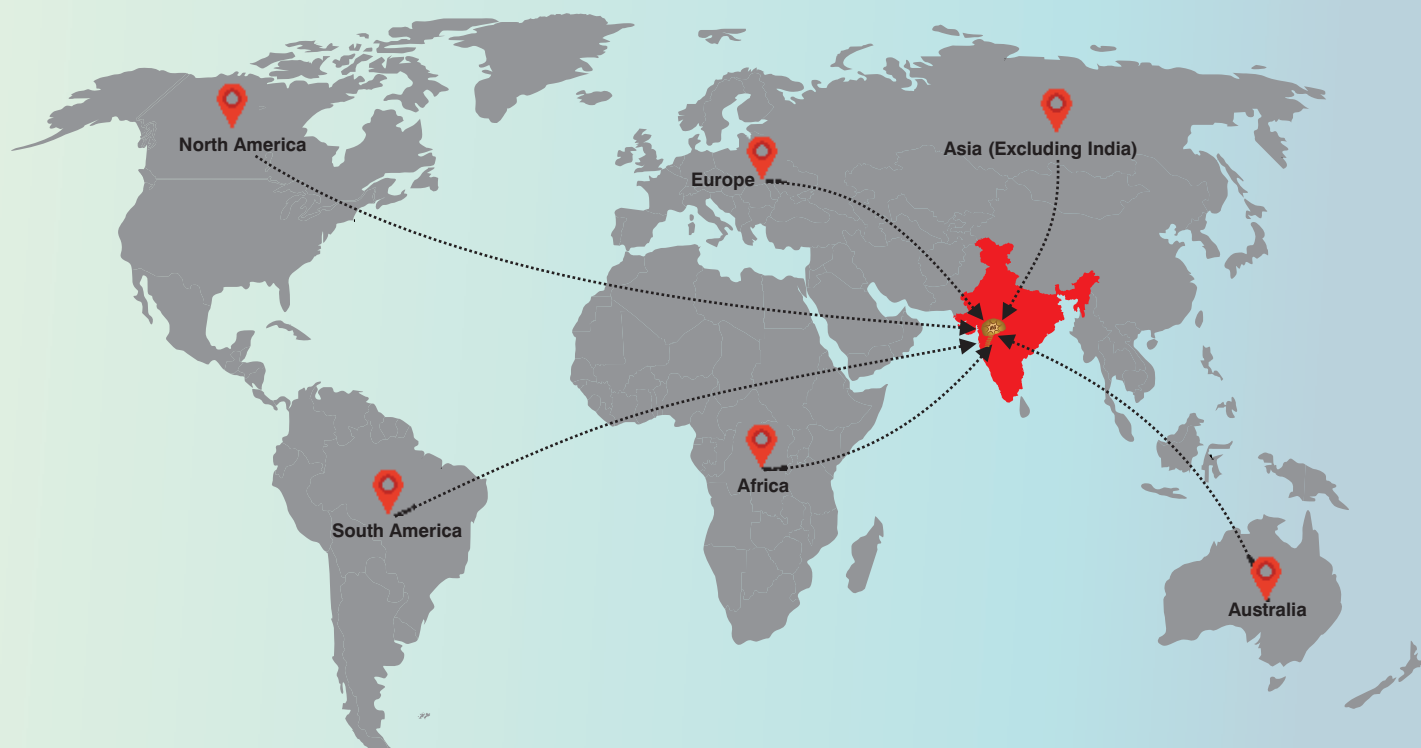 North America
Asia (Excluding India)
Europe
Africa
South America
Australia